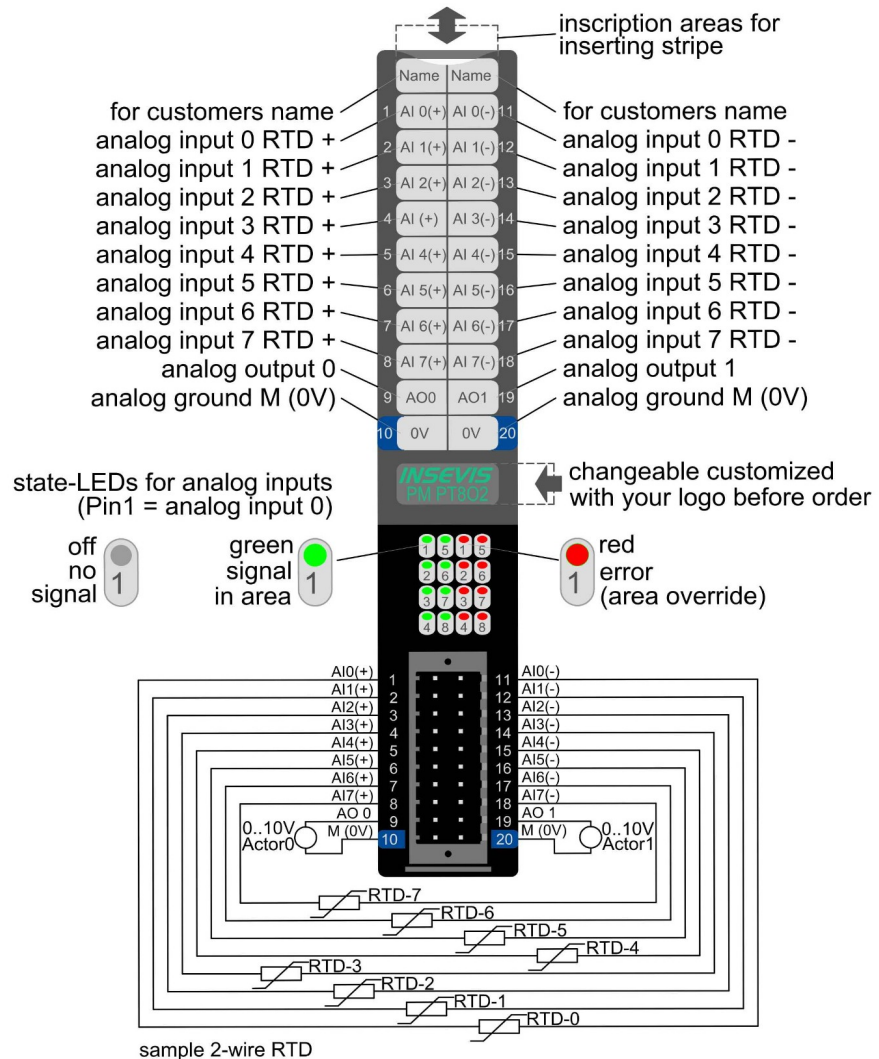 inscription areas for
inserting stripe
Name Name
for customers name for customers name
1 AI 0(+) AI 0(-) 11
analog input 0 RTD + analog input 0 RTD -
2 AI 1(+) AI 1(-) 12
analog input 1 RTD + analog input 1 RTD -
3 AI 2(+) AI 2(-) 13
analog input 2 RTD + analog input 2 RTD -
4 AI (+) AI 3(-) 14
analog input 3 RTD + analog input 3 RTD -
5 AI 4(+) AI 4(-) 15
analog input 4 RTD + analog input 4 RTD -
6 AI 5(+) AI 5(-) 16
analog input 5 RTD + analog input 5 RTD -
7 AI 6(+) AI 6(-) 17
analog input 6 RTD + analog input 6 RTD -
8 AI 7(+) AI 7(-) 18
analog input 7 RTD + analog input 7 RTD -
analog output 0 analog output 1
9 AO0 AO1 19
analog ground M (0V) analog ground M (0V)
10 0V 0V 20
INSEVIS
PM PT8O2
changeable customized
with your logo before order
state-LEDs for analog inputs
(Pin1 = analog input 0)
off
no
signal
1
green
signal
in area
1
1 5 1 5
2 6 2 6
3 7 3 7
4 8 4 8
1
red
error
(area override)
AI0(+) 1 11 AI0(-)
AI1(+) 2 12 AI1(-)
AI2(+) 3 13 AI2(-)
AI3(+) 4 14 AI3(-)
AI4(+) 5 15 AI4(-)
AI5(+) 6 16 AI5(-)
AI6(+) 7 17 AI6(-)
AI7(+) 8 18 AI7(-)
AO 0 9 19 AO 1
M (0V) 10 20 M (0V)
0..10V
Actor0
0..10V
Actor1
RTD-7
RTD-6
RTD-5
RTD-4
RTD-3
RTD-2
RTD-1
RTD-0
sample 2-wire RTD